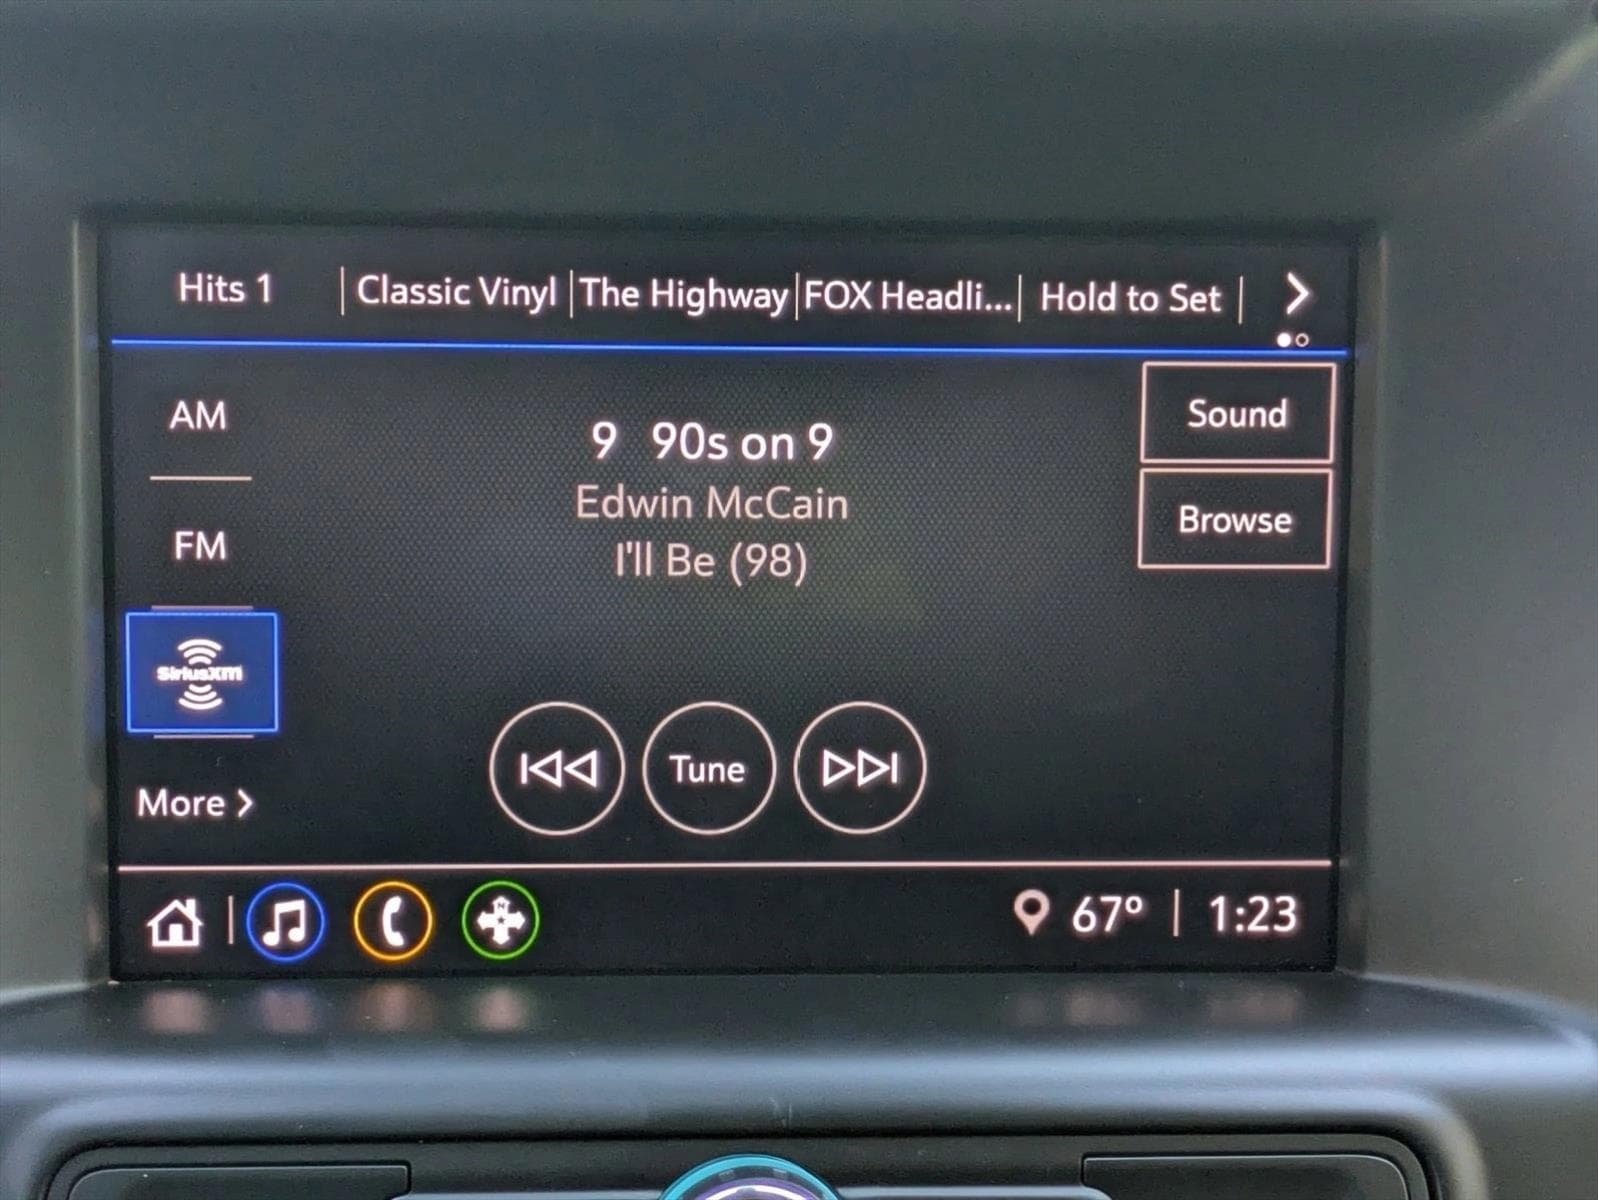 Hits 1 | Classic Vinyl | The Highway | FOX Headli... | Hold to Set |
AM
FM
SiriusXM
More
9 90s on 9
Edwin McCain
I'll Be (98)
Tune
Sound
Browse
N
67° | 1:23